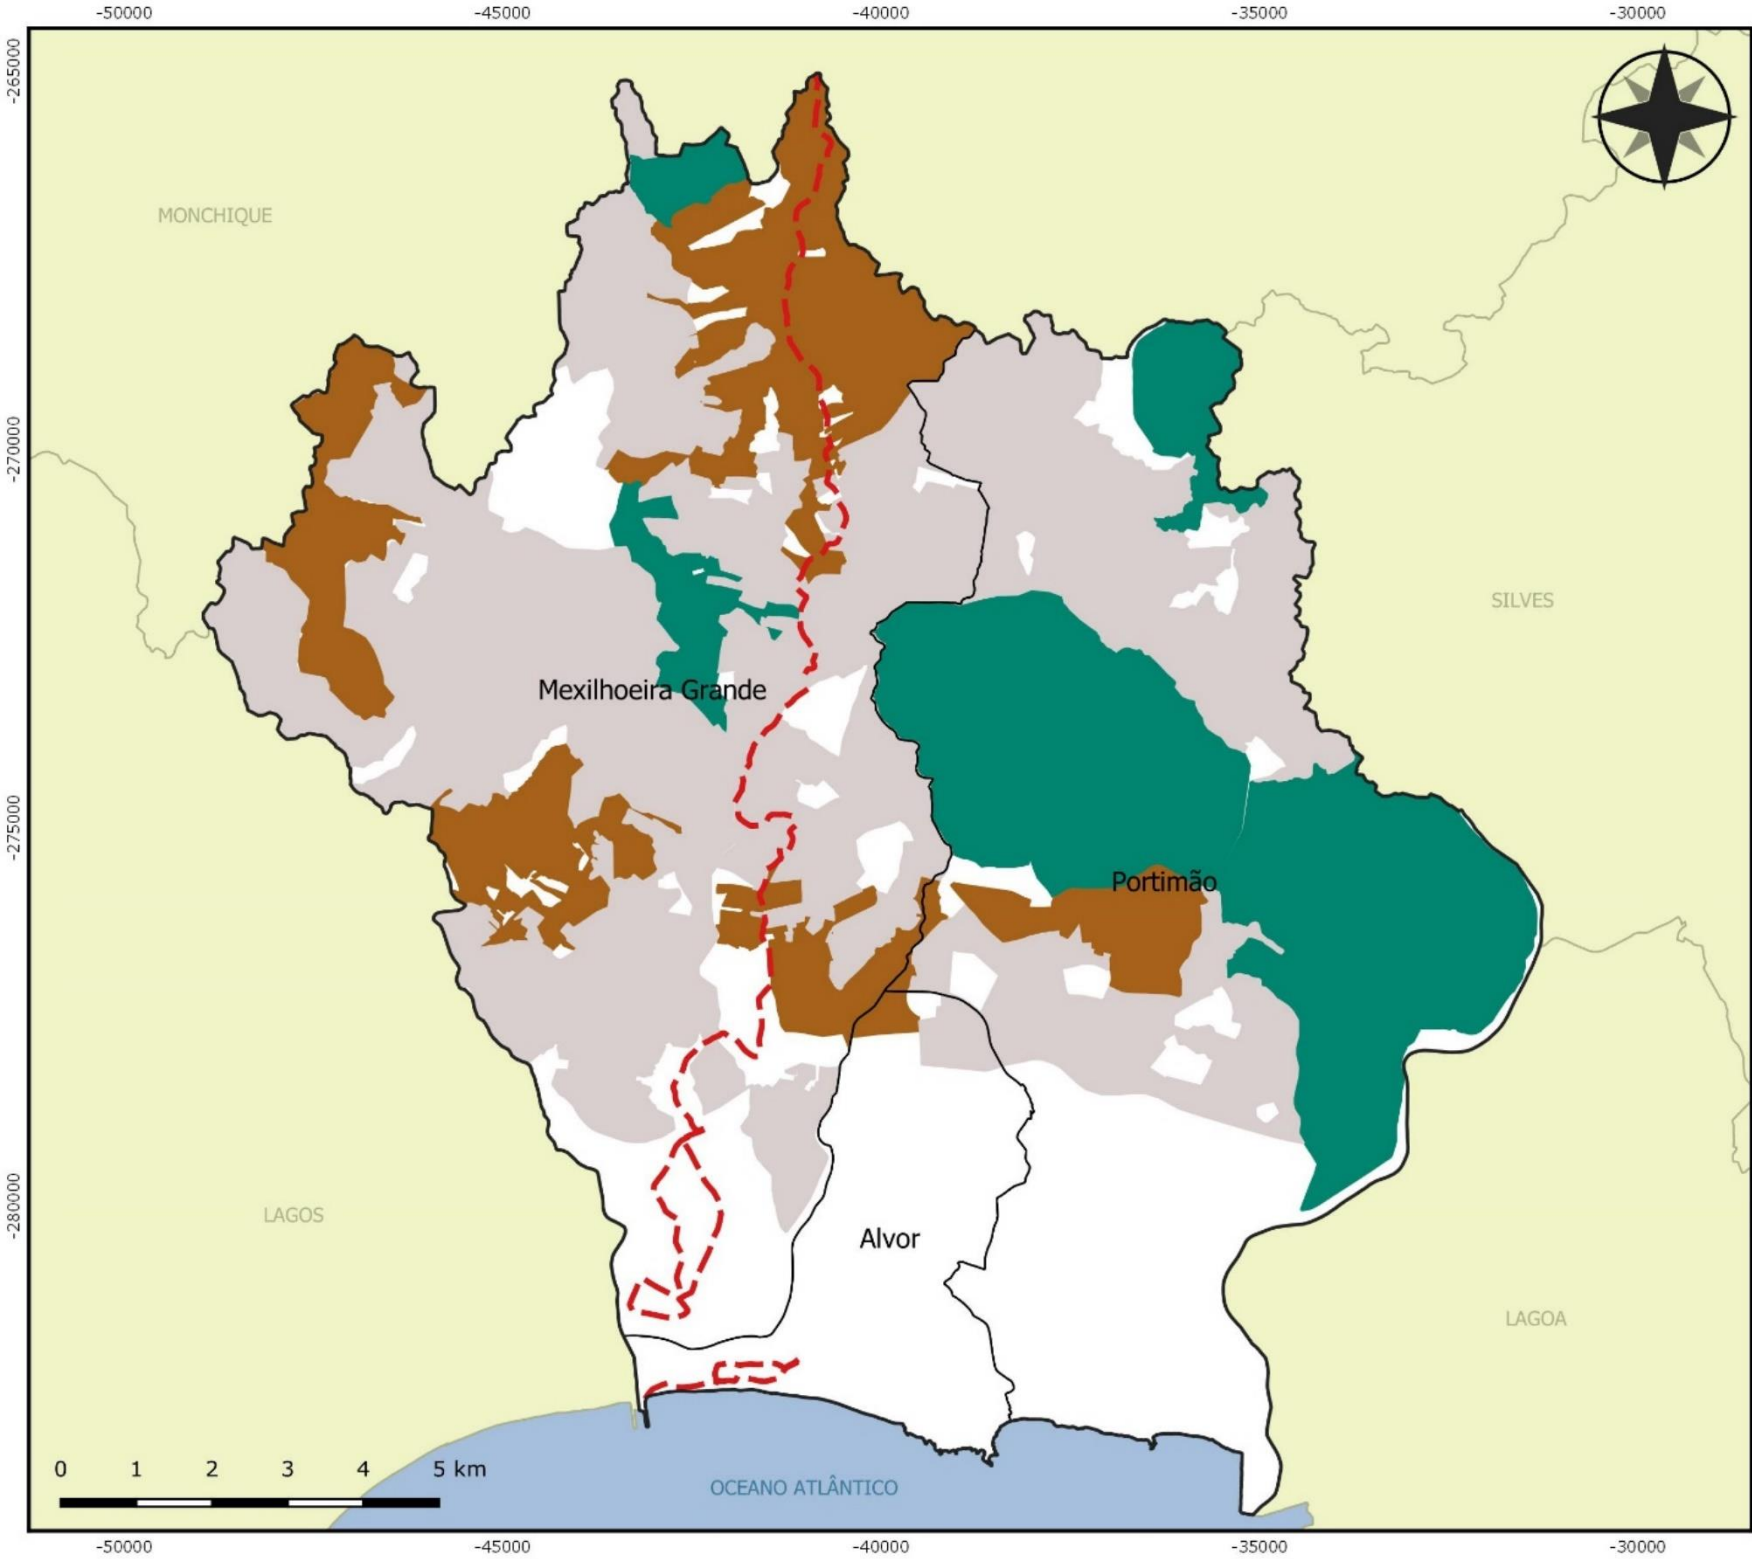 -50000 -45000 -40000 -35000 -30000
-265000
MONCHIQUE
-270000
SILVES
Mexilhoeira Grande
-275000
Portimão
-280000
LAGOS
Alvor
LAGOA
0 1 2 3 4 5 km
OCEANO ATLÂNTICO
-50000 -45000 -40000 -35000 -30000